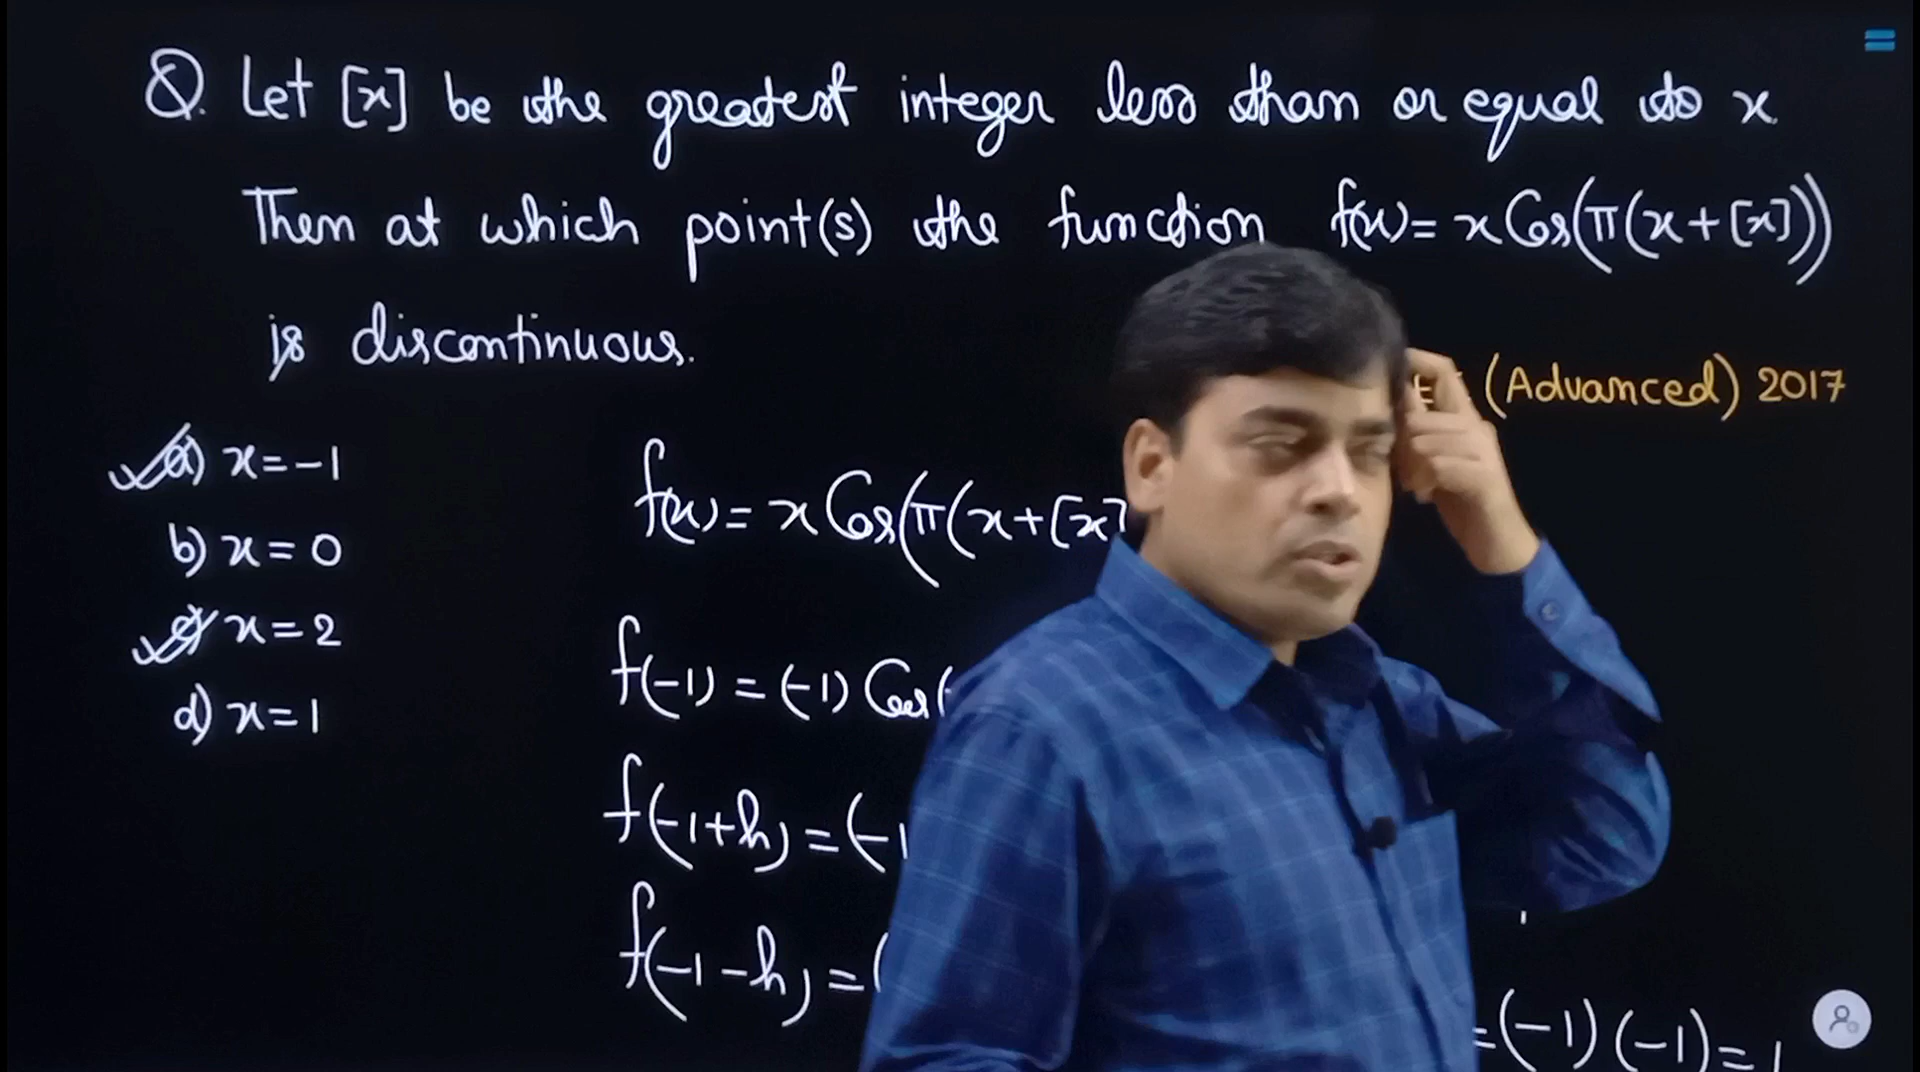 Q. Let [x] be the greatest integer less than or equal to x
Then at which point(s) the function f(x) = x Cos(π(x+[x]))
is discontinuous.
(Advanced) 2017
a) x = -1
b) x = 0
c) x = 2
d) x = 1
f(x) = x Cos(π(x+[x]
f(-1) = (-1) Cos(
f(-1+h) = (-1
f(-1-h) = (
= (-1)(-1) = 1